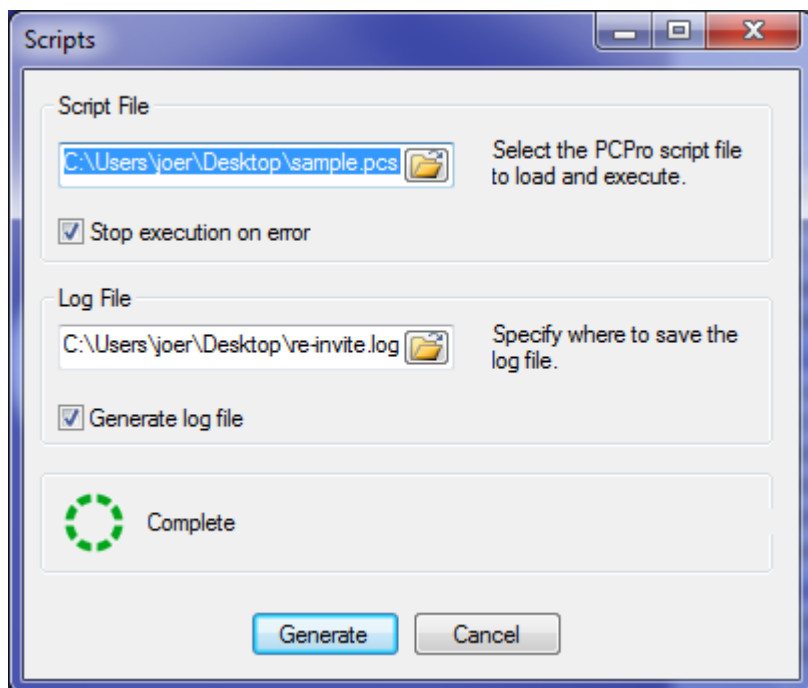 Scripts
Script File
C:\Users\joer\Desktop\sample.pcs
Select the PCPro script file
to load and execute.
Stop execution on error
Log File
C:\Users\joer\Desktop\re-invite.log
Specify where to save the
log file.
Generate log file
Complete
Generate
Cancel